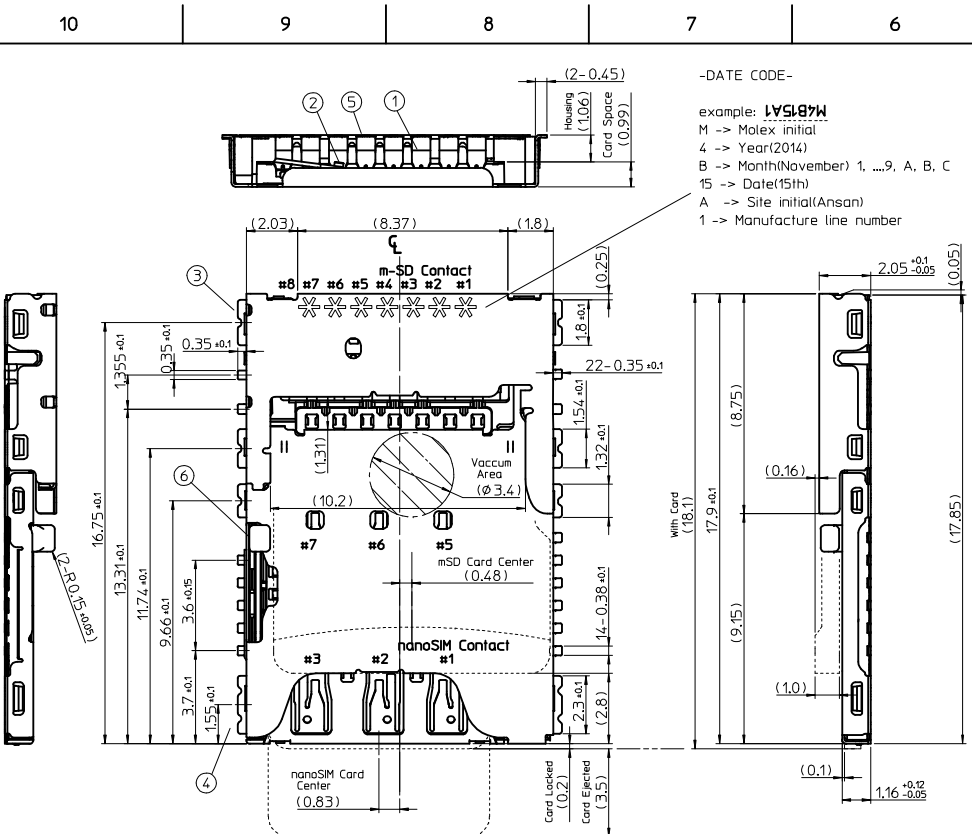 10 9 8 7 6
(2-0.45)
Housing
(1.06)
Card Space
(0.99)
2 5 1
-DATE CODE-
example: M4B15A1
M -> Molex initial
4 -> Year(2014)
B -> Month(November) 1, ...,9, A, B, C
15 -> Date(15th)
A -> Site initial(Ansan)
1 -> Manufacture line number
(2.03) (8.37) (1.8)
m-SD Contact
#8 #7 #6 #5 #4 #3 #2 #1
(0.25)
2.05 +0.1 -0.05
(0.05)
3
1.8 ±0.1
0.35 ±0.1
0.35 ±0.1
1.355 ±0.1
22-0.35 ±0.1
1.54 ±0.1
1.32 ±0.1
(8.75)
(1.31)
II II
Vaccum
Area
(Ø3.4)
(10.2)
6
16.75 ±0.1
13.31 ±0.1
11.74 ±0.1
9.66 ±0.1
3.6 ±0.15
3.7 ±0.1
1.55 ±0.1
(2-R0.15 ±0.05)
#7 #6 #5
mSD Card Center
(0.48)
14-0.38 ±0.1
nanoSIM Contact
#3 #2 #1
2.3 ±0.1
(2.8)
With Card
(18.1)
17.9 ±0.1
(9.15)
(0.16)
(1.0)
(17.85)
(0.1)
1.16 +0.12 -0.05
4
nanoSIM Card
Center
(0.83)
Card Locked
(0.2)
Card Ejected
(3.5)